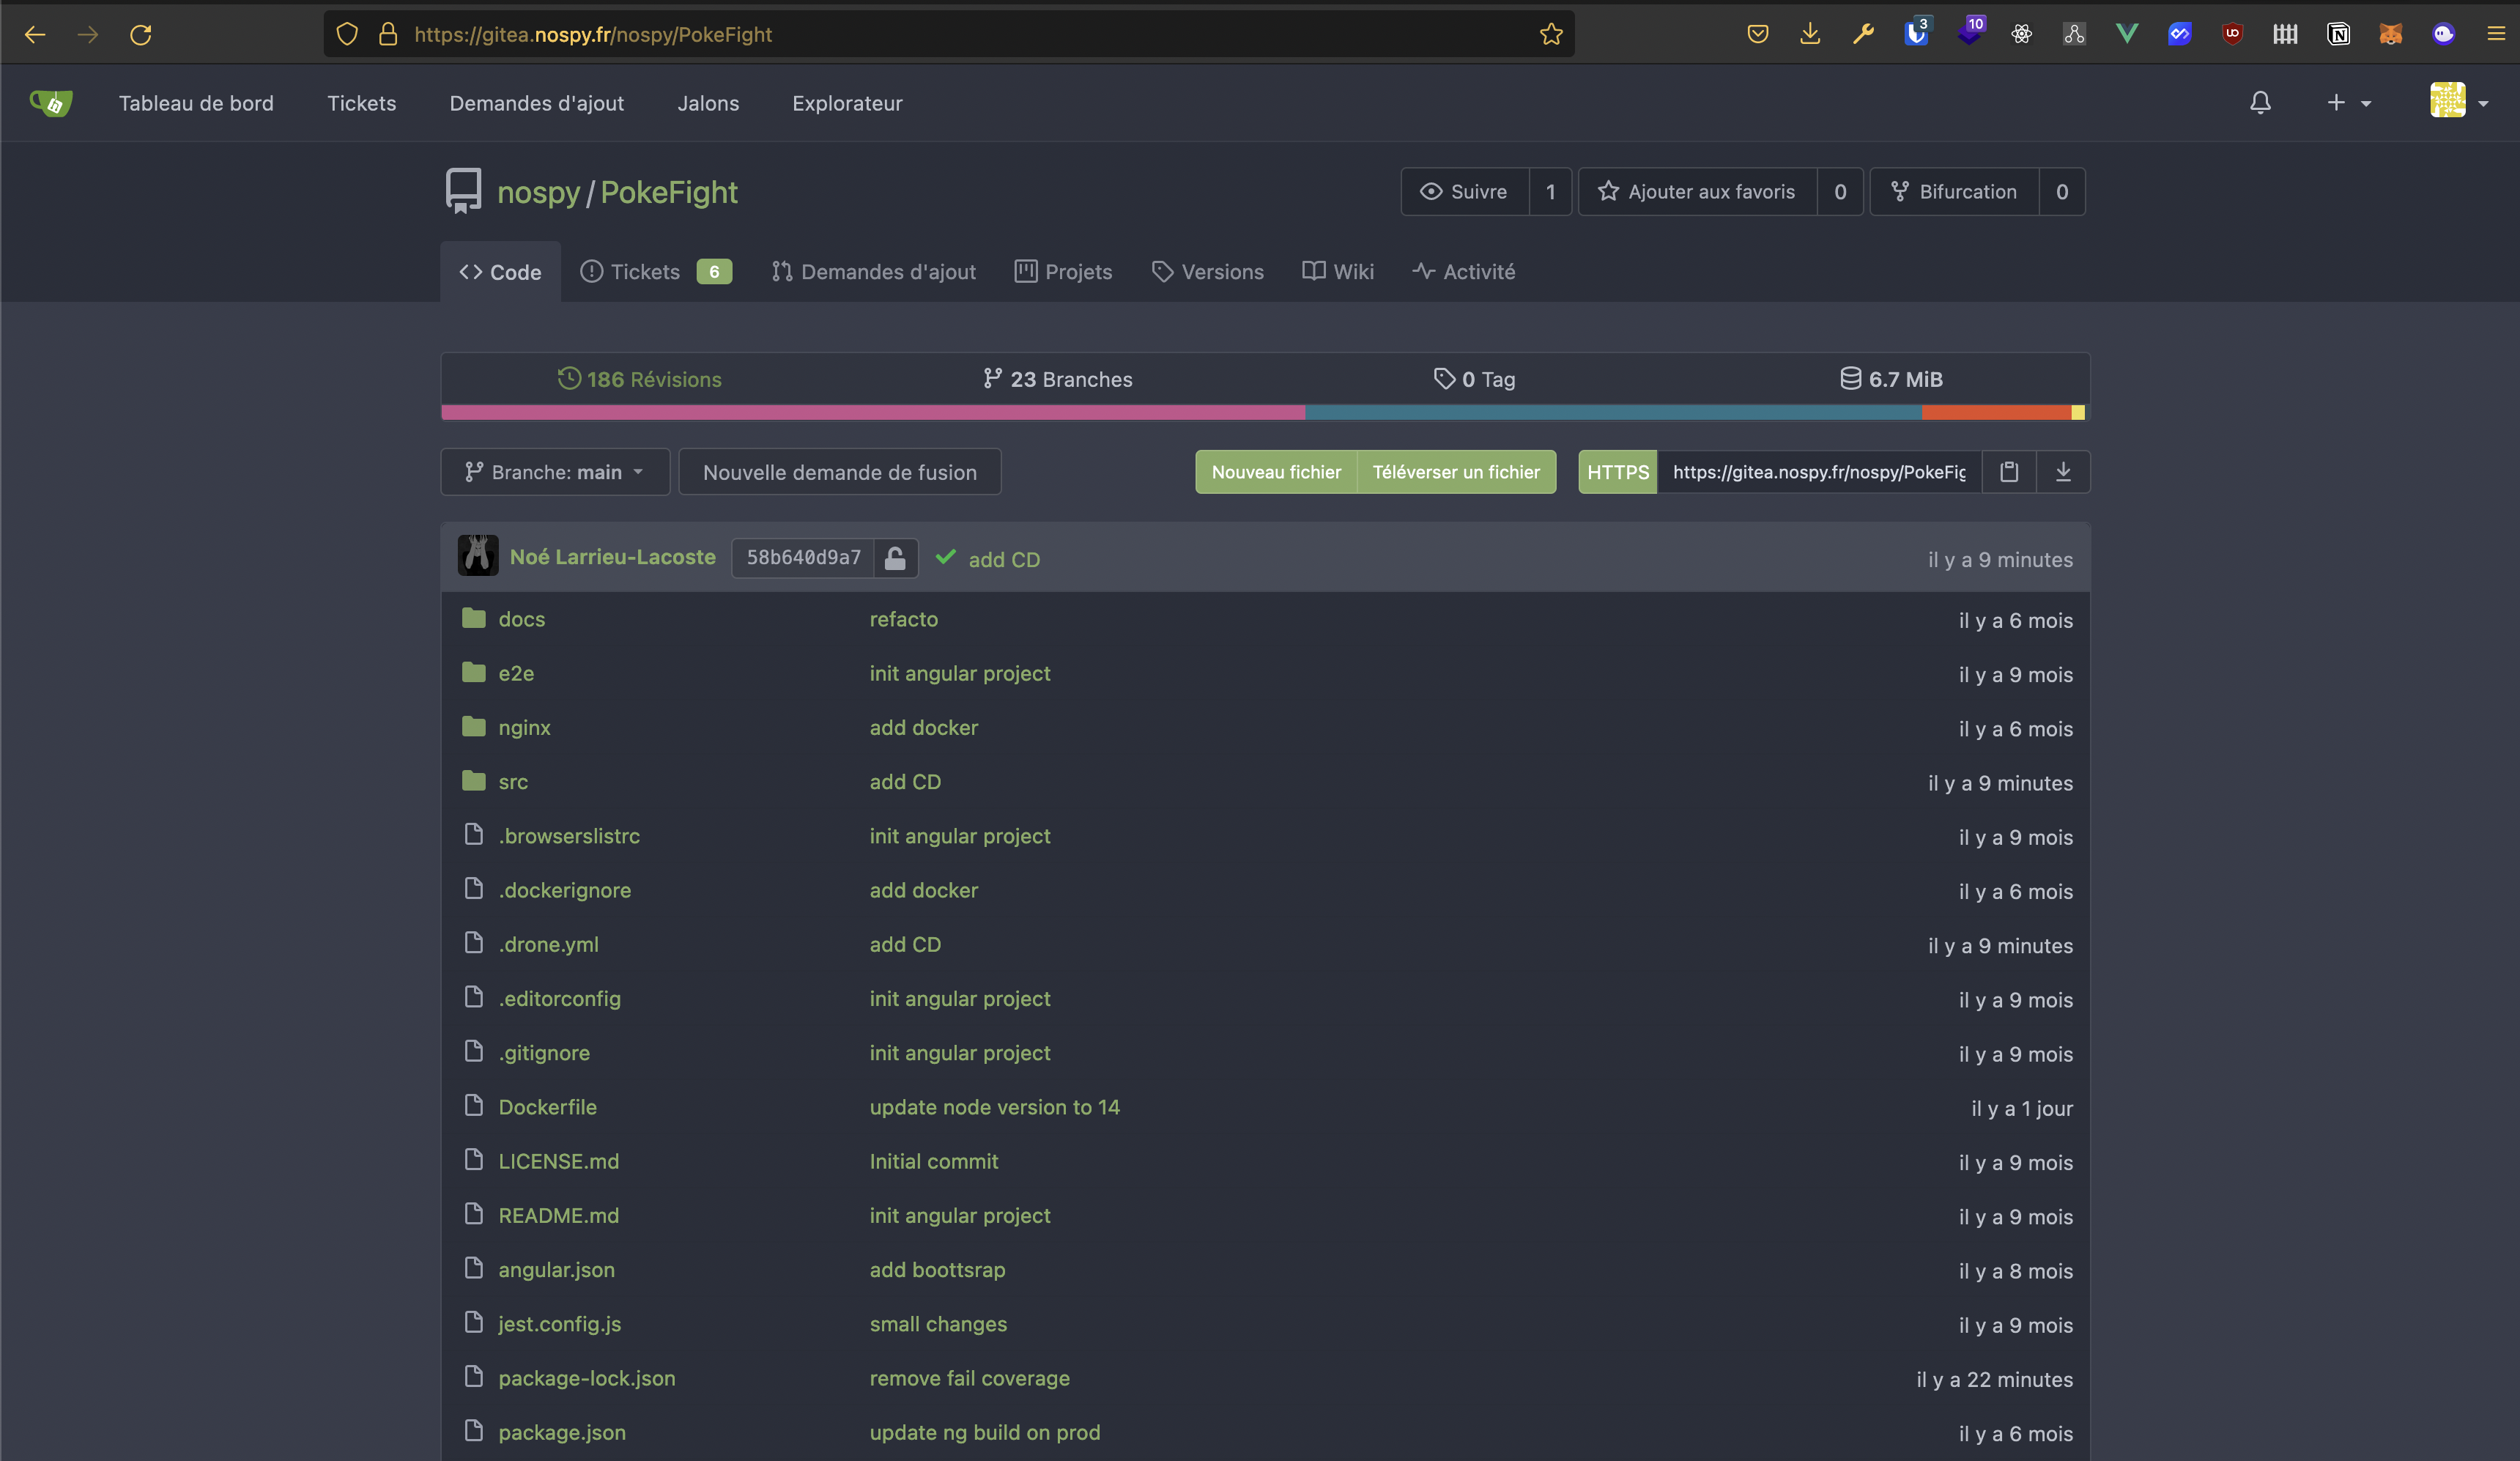 https://gitea.nospy.fr/nospy/PokeFight
3
10
Tableau de bord Tickets Demandes d'ajout Jalons Explorateur
nospy / PokeFight
Suivre 1 Ajouter aux favoris 0 Bifurcation 0
Code Tickets 6 Demandes d'ajout Projets Versions Wiki Activité
186 Révisions 23 Branches 0 Tag 6.7 MiB
Branche: main Nouvelle demande de fusion Nouveau fichier Téléverser un fichier HTTPS https://gitea.nospy.fr/nospy/PokeFig
Noé Larrieu-Lacoste 58b640d9a7 add CD il y a 9 minutes
docs refacto il y a 6 mois
e2e init angular project il y a 9 mois
nginx add docker il y a 6 mois
src add CD il y a 9 minutes
.browserslistrc init angular project il y a 9 mois
.dockerignore add docker il y a 6 mois
.drone.yml add CD il y a 9 minutes
.editorconfig init angular project il y a 9 mois
.gitignore init angular project il y a 9 mois
Dockerfile update node version to 14 il y a 1 jour
LICENSE.md Initial commit il y a 9 mois
README.md init angular project il y a 9 mois
angular.json add boottsrap il y a 8 mois
jest.config.js small changes il y a 9 mois
package-lock.json remove fail coverage il y a 22 minutes
package.json update ng build on prod il y a 6 mois